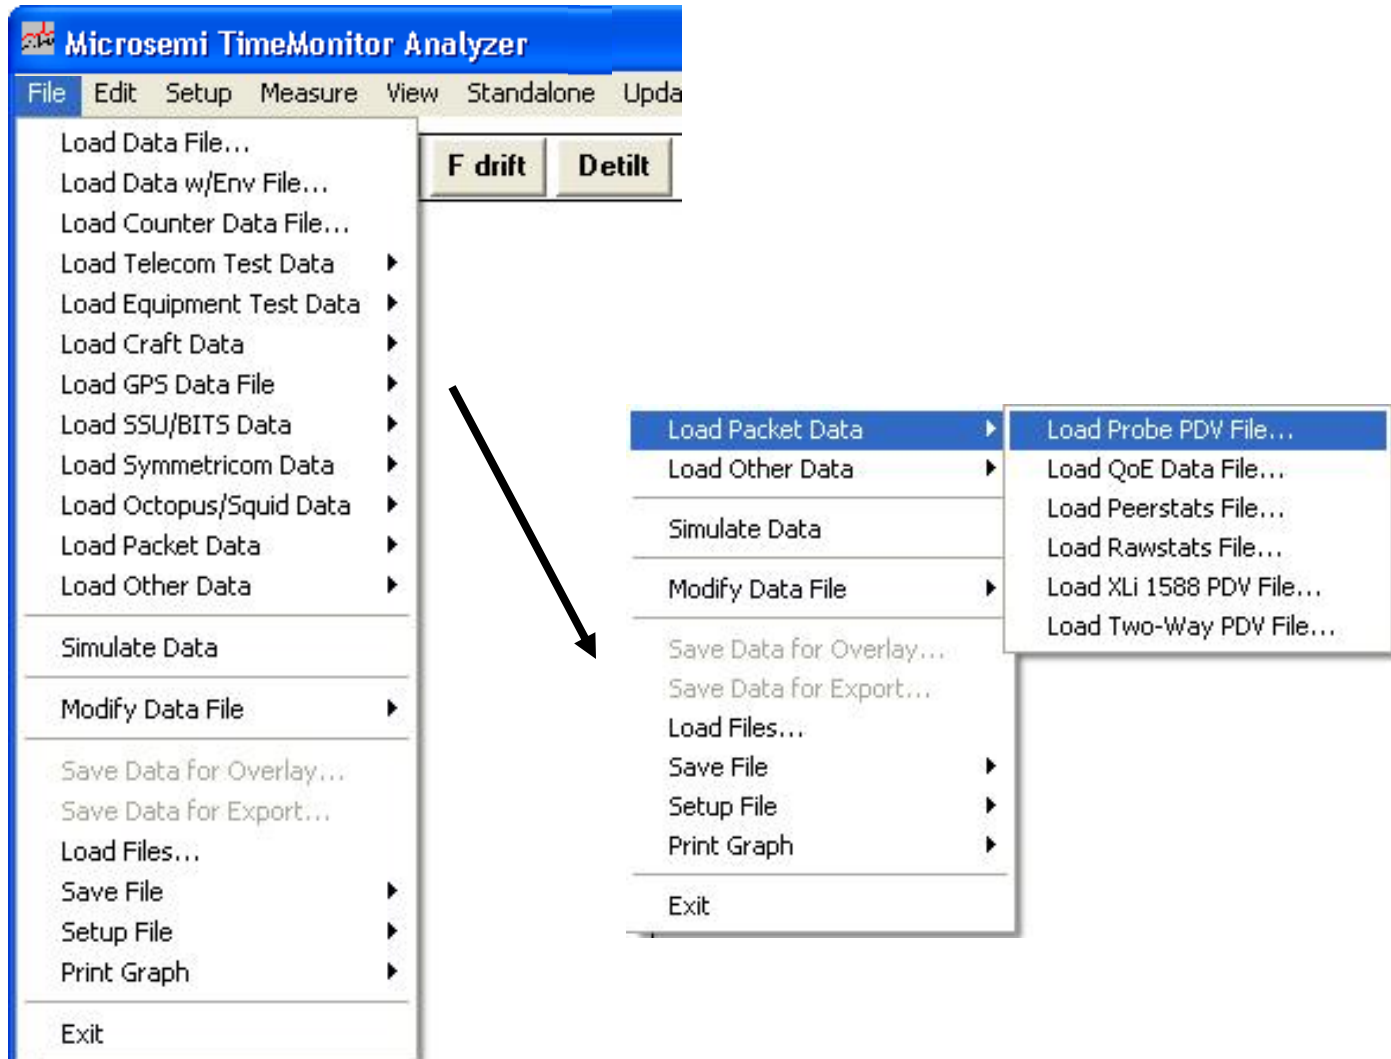 Microsemi TimeMonitor Analyzer
File Edit Setup Measure View Standalone Upda
F drift Detilt
Load Data File...
Load Data w/Env File...
Load Counter Data File...
Load Telecom Test Data
Load Equipment Test Data
Load Craft Data
Load GPS Data File
Load SSU/BITS Data
Load Symmetricom Data
Load Octopus/Squid Data
Load Packet Data
Load Other Data
Simulate Data
Modify Data File
Save Data for Overlay...
Save Data for Export...
Load Files...
Save File
Setup File
Print Graph
Exit
Load Packet Data
Load Other Data
Simulate Data
Modify Data File
Save Data for Overlay...
Save Data for Export...
Load Files...
Save File
Setup File
Print Graph
Exit
Load Probe PDV File...
Load QoE Data File...
Load Peerstats File...
Load Rawstats File...
Load XLi 1588 PDV File...
Load Two-Way PDV File...